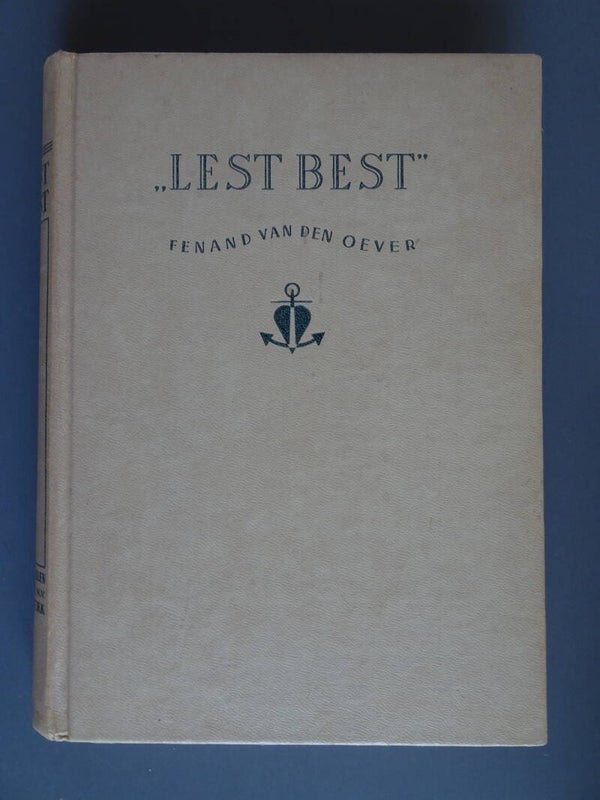 „LEST BEST”
FENAND VAN DEN OEVER